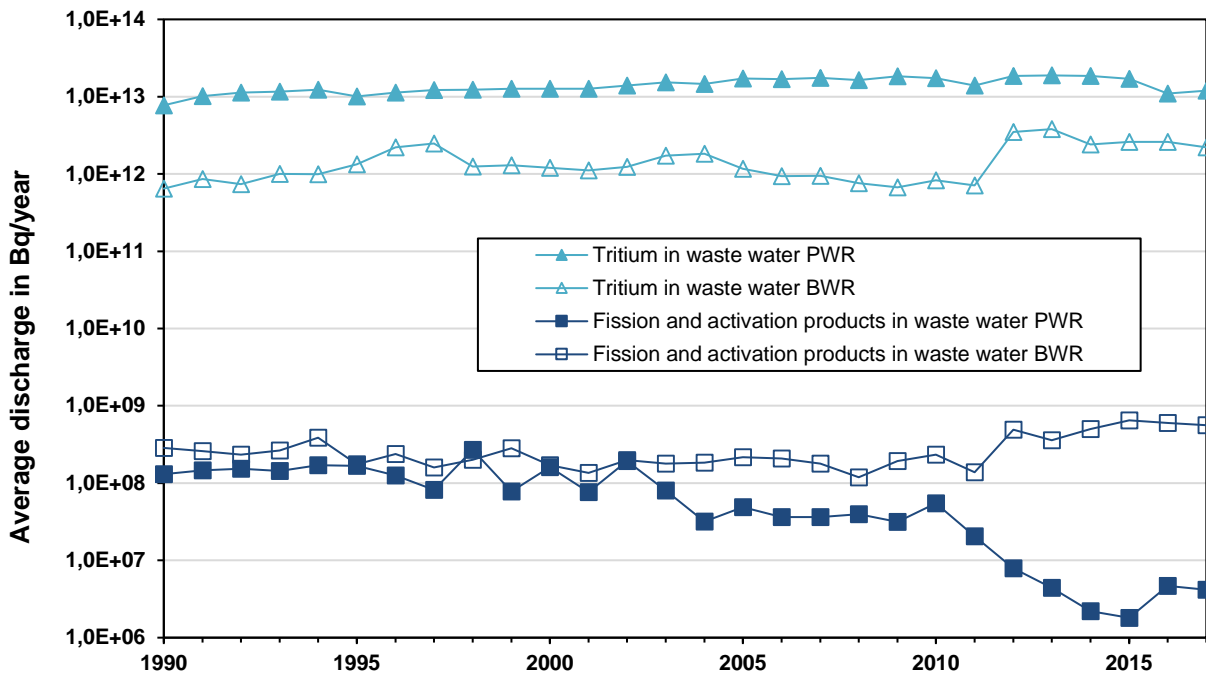 Average discharge in Bq/year
1,0E+14
1,0E+13
1,0E+12
1,0E+11
1,0E+10
1,0E+09
1,0E+08
1,0E+07
1,0E+06
Tritium in waste water PWR
Tritium in waste water BWR
Fission and activation products in waste water PWR
Fission and activation products in waste water BWR
1990
1995
2000
2005
2010
2015